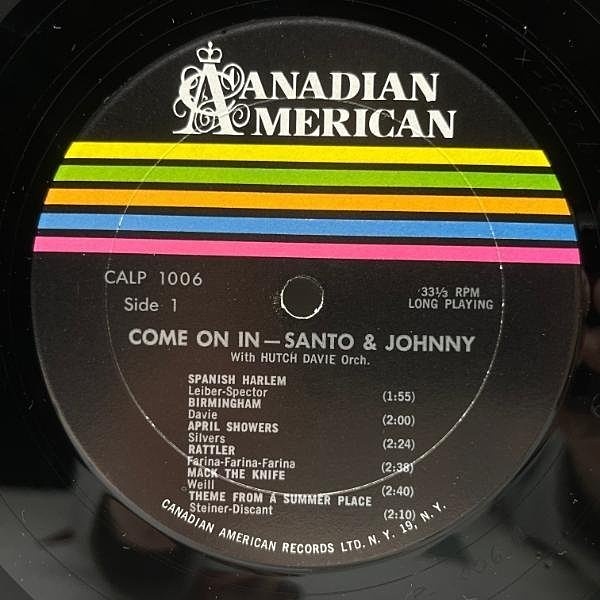 CANADIAN
AMERICAN
CALP 1006
Side 1
33⅓ RPM
LONG PLAYING
COME ON IN — SANTO & JOHNNY
With HUTCH DAVIE Orch.
SPANISH HARLEM
Leiber-Spector (1:55)
BIRMINGHAM
Davie (2:00)
APRIL SHOWERS
Silvers (2:24)
RATTLER
Farina-Farina-Farina (2:38)
MACK THE KNIFE
Weill (2:40)
THEME FROM A SUMMER PLACE
Steiner-Discant (2:10)
CANADIAN AMERICAN RECORDS LTD. N. Y. 19, N. Y.